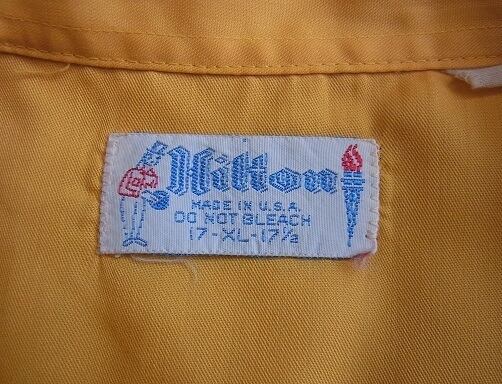 Hilton
MADE IN U.S.A.
DO NOT BLEACH
17-XL-17½